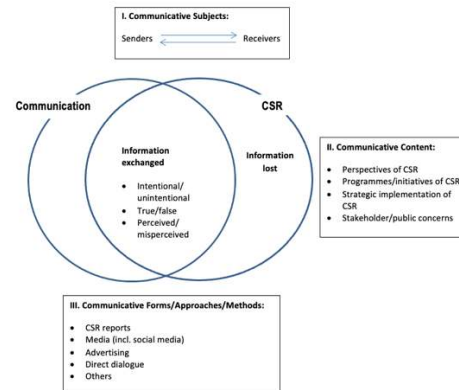 I. Communicative Subjects:
Senders Receivers
Communication
CSR
Information
exchanged
• Intentional/
unintentional
• True/false
• Perceived/
misperceived
Information
lost
II. Communicative Content:
• Perspectives of CSR
• Programmes/initiatives of CSR
• Strategic implementation of
CSR
• Stakeholder/public concerns
III. Communicative Forms/Approaches/Methods:
• CSR reports
• Media (incl. social media)
• Advertising
• Direct dialogue
• Others